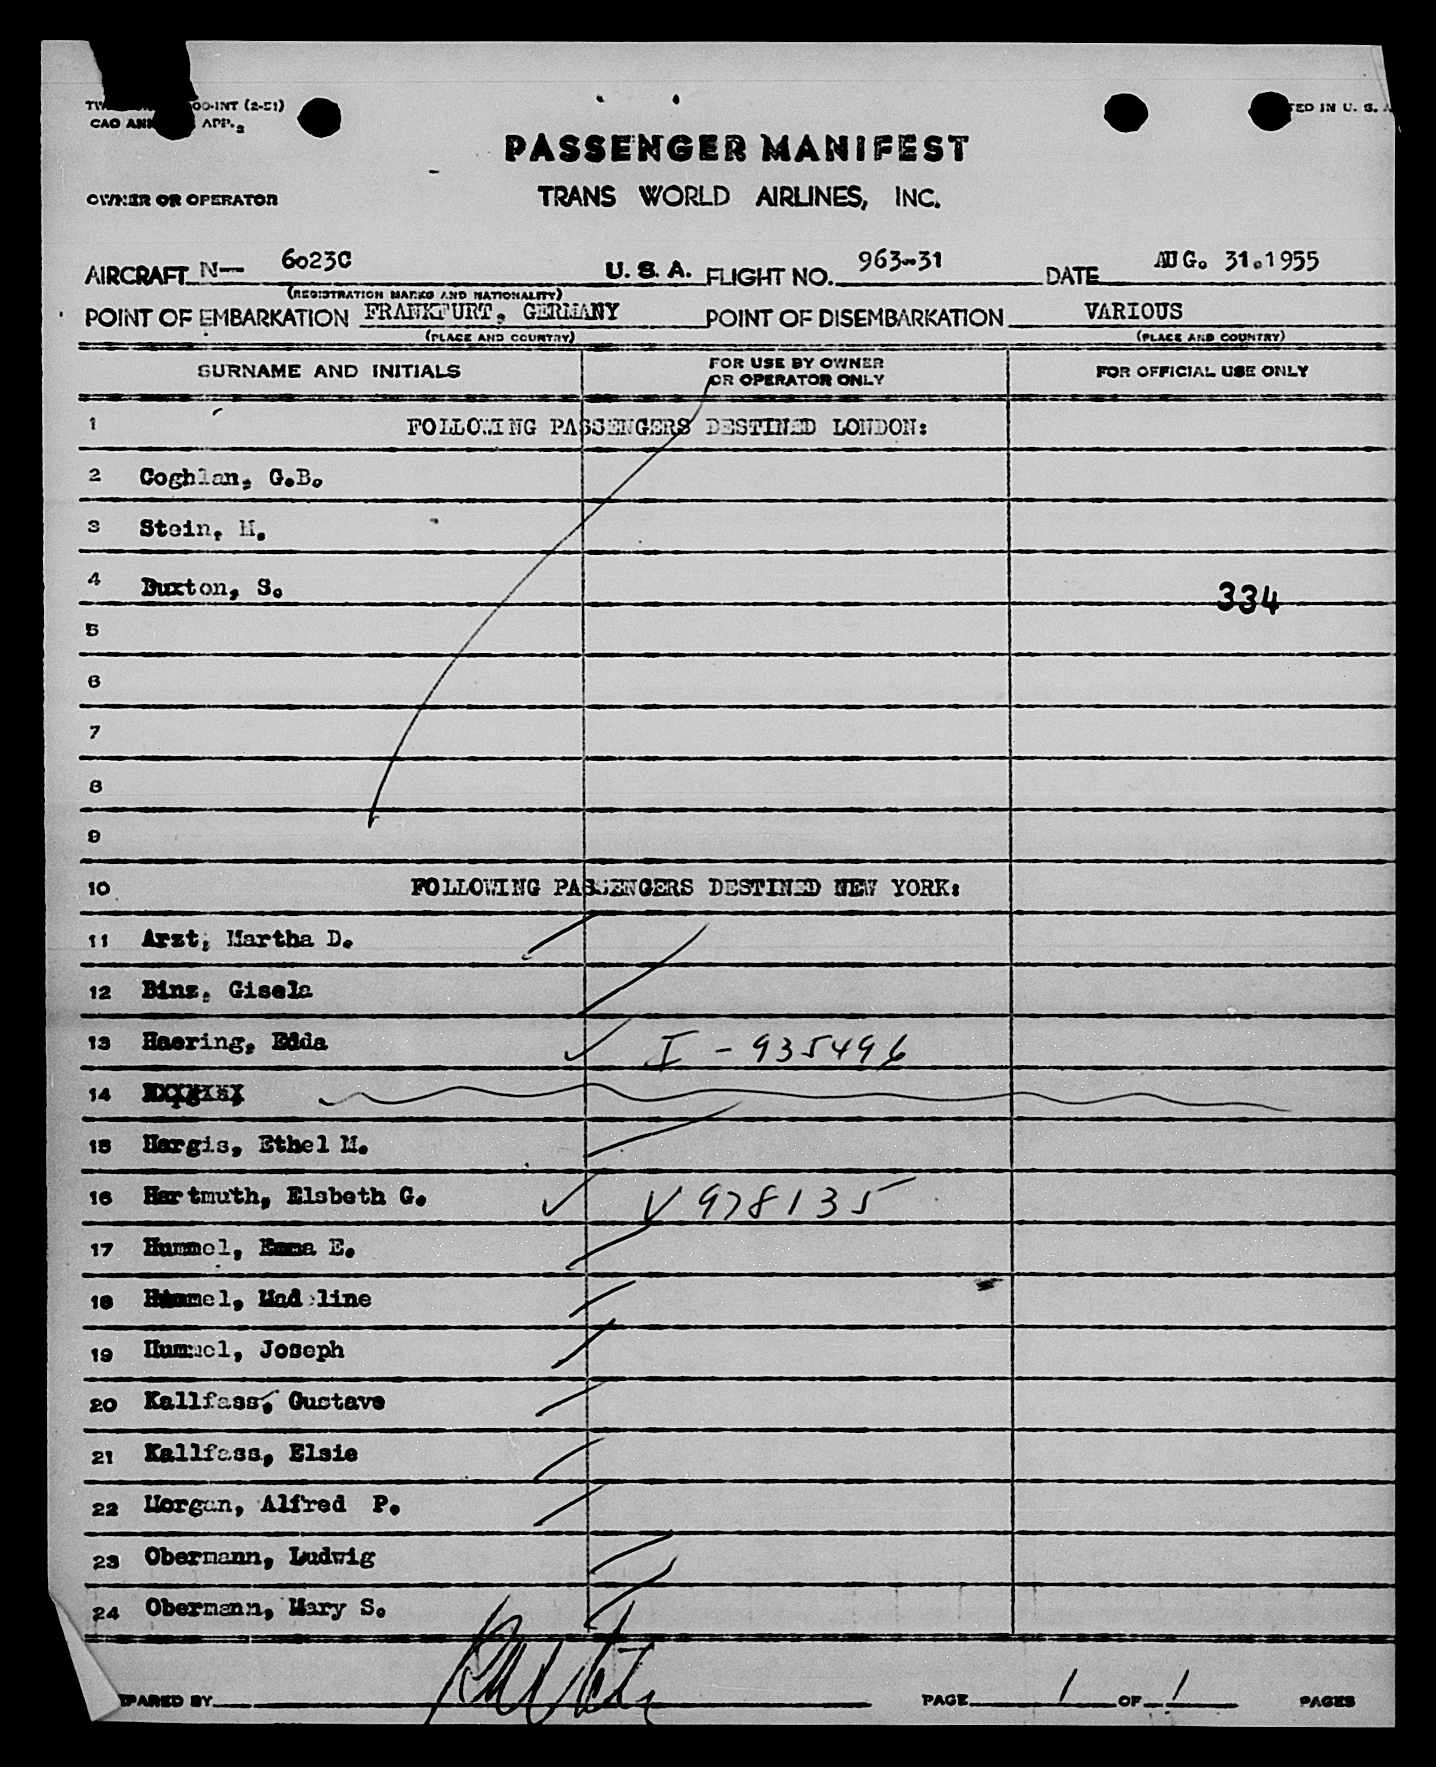 PASSENGER MANIFEST
OWNER OR OPERATOR TRANS WORLD AIRLINES, INC.
AIRCRAFT N— 6023C U. S. A. FLIGHT NO. 963-31 DATE AUG. 31.1955
(REGISTRATION MARKS AND NATIONALITY)
POINT OF EMBARKATION FRANKFURT, GERMANY POINT OF DISEMBARKATION VARIOUS
(PLACE AND COUNTRY) (PLACE AND COUNTRY)
SURNAME AND INITIALS FOR USE BY OWNER OR OPERATOR ONLY FOR OFFICIAL USE ONLY
1 FOLLOWING PASSENGERS DESTINED LONDON:
2 Coghlan, G.B.
3 Stein, H.
4 Buxton, S. 334
5
6
7
8
9
10 FOLLOWING PASSENGERS DESTINED NEW YORK:
11 Arzt, Martha D.
12 Binz, Gisela
13 Haering, Edda I - 935496
14
15 Hargis, Ethel M.
16 Hartmuth, Elsbeth G. V 978135
17 Hummel, Emma E.
18 Hummel, Madeline
19 Hummel, Joseph
20 Kallfass, Gustave
21 Kallfass, Elsie
22 Morgan, Alfred P.
23 Obermann, Ludwig
24 Obermann, Mary S.
PAGE 1 OF 1 PAGES